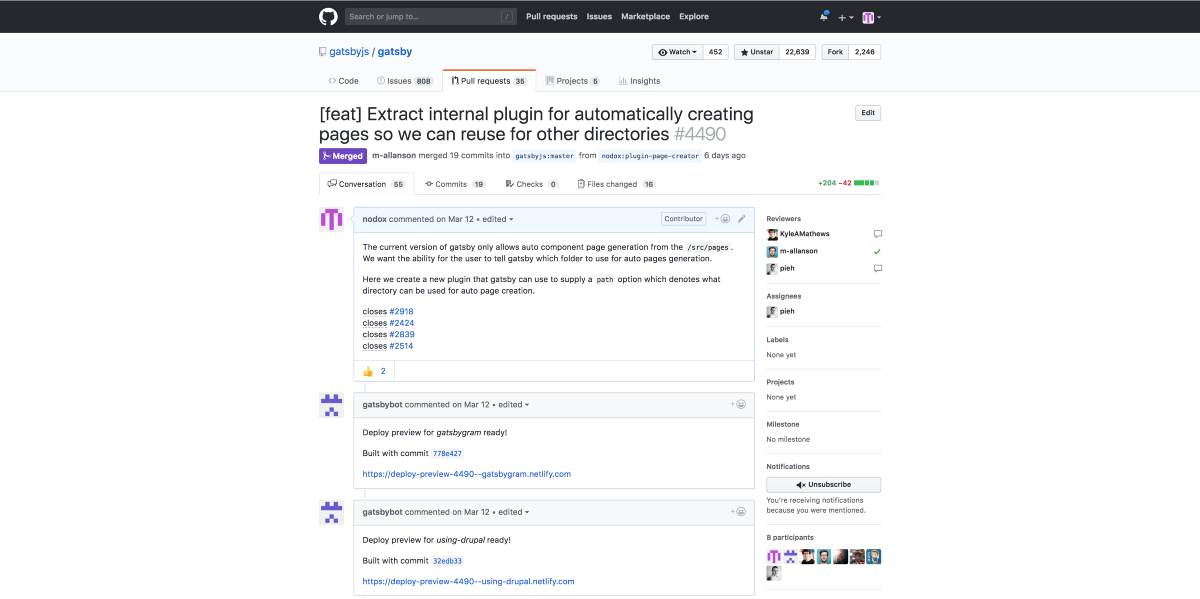 Search or jump to... /
Pull requests Issues Marketplace Explore
gatsbyjs / gatsby
Watch 452 Unstar 22,639 Fork 2,246
Code Issues 808 Pull requests 35 Projects 5 Insights
[feat] Extract internal plugin for automatically creating
pages so we can reuse for other directories #4490
Edit
Merged m-allanson merged 19 commits into gatsbyjs:master from nodox:plugin-page-creator 6 days ago
Conversation 55 Commits 19 Checks 0 Files changed 16 +204 −42
nodox commented on Mar 12 • edited Contributor
The current version of gatsby only allows auto component page generation from the /src/pages.
We want the ability for the user to tell gatsby which folder to use for auto pages generation.
Here we create a new plugin that gatsby can use to supply a path option which denotes what
directory can be used for auto page creation.
closes #2918
closes #2424
closes #2839
closes #2514
2
gatsbybot commented on Mar 12 • edited
Deploy preview for gatsbygram ready!
Built with commit 778e427
https://deploy-preview-4490--gatsbygram.netlify.com
gatsbybot commented on Mar 12 • edited
Deploy preview for using-drupal ready!
Built with commit 32edb33
https://deploy-preview-4490--using-drupal.netlify.com
Reviewers
KyleAMathews
m-allanson
pieh
Assignees
pieh
Labels
None yet
Projects
None yet
Milestone
No milestone
Notifications
Unsubscribe
You're receiving notifications
because you were mentioned.
8 participants